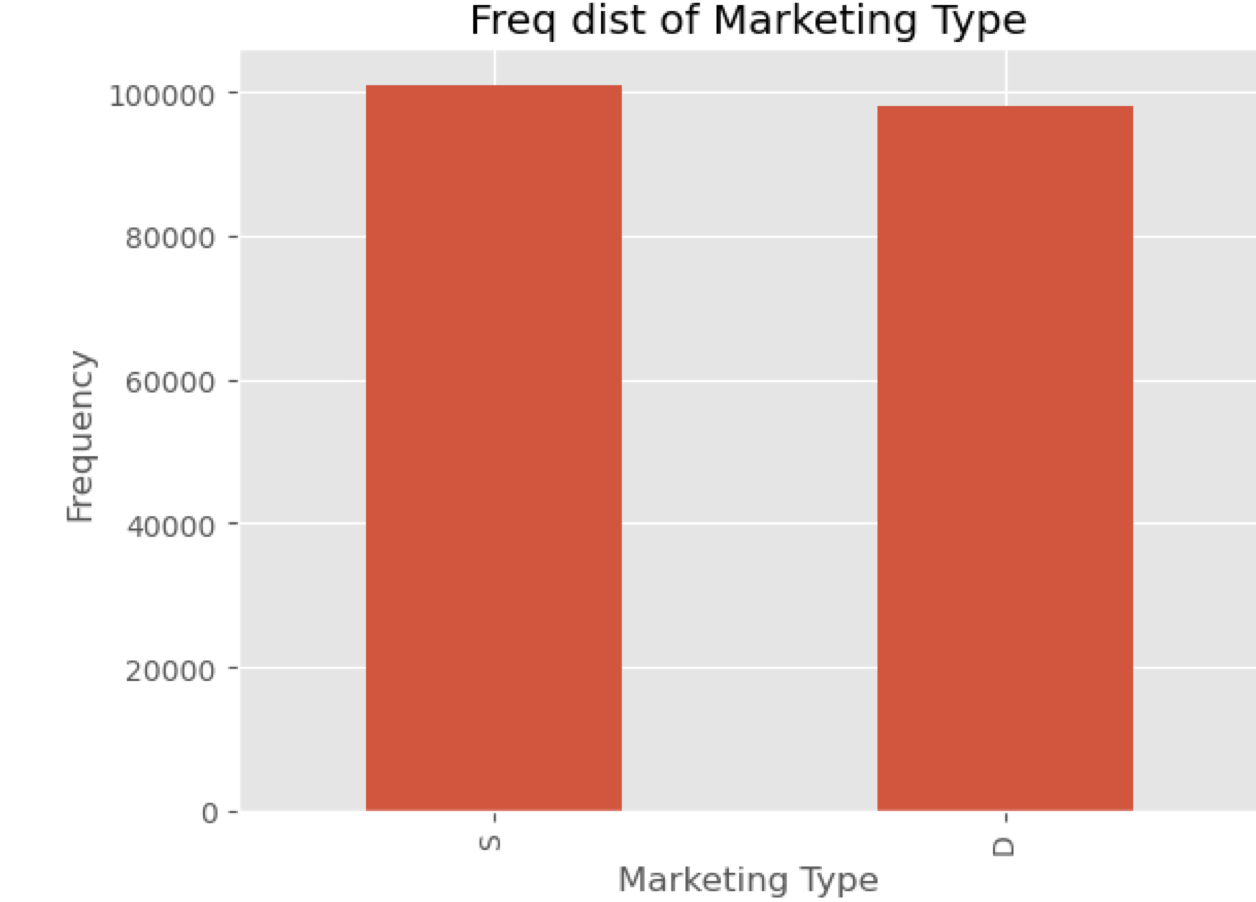 Freq dist of Marketing Type
100000
80000
60000
40000
20000
0
Frequency
S
D
Marketing Type